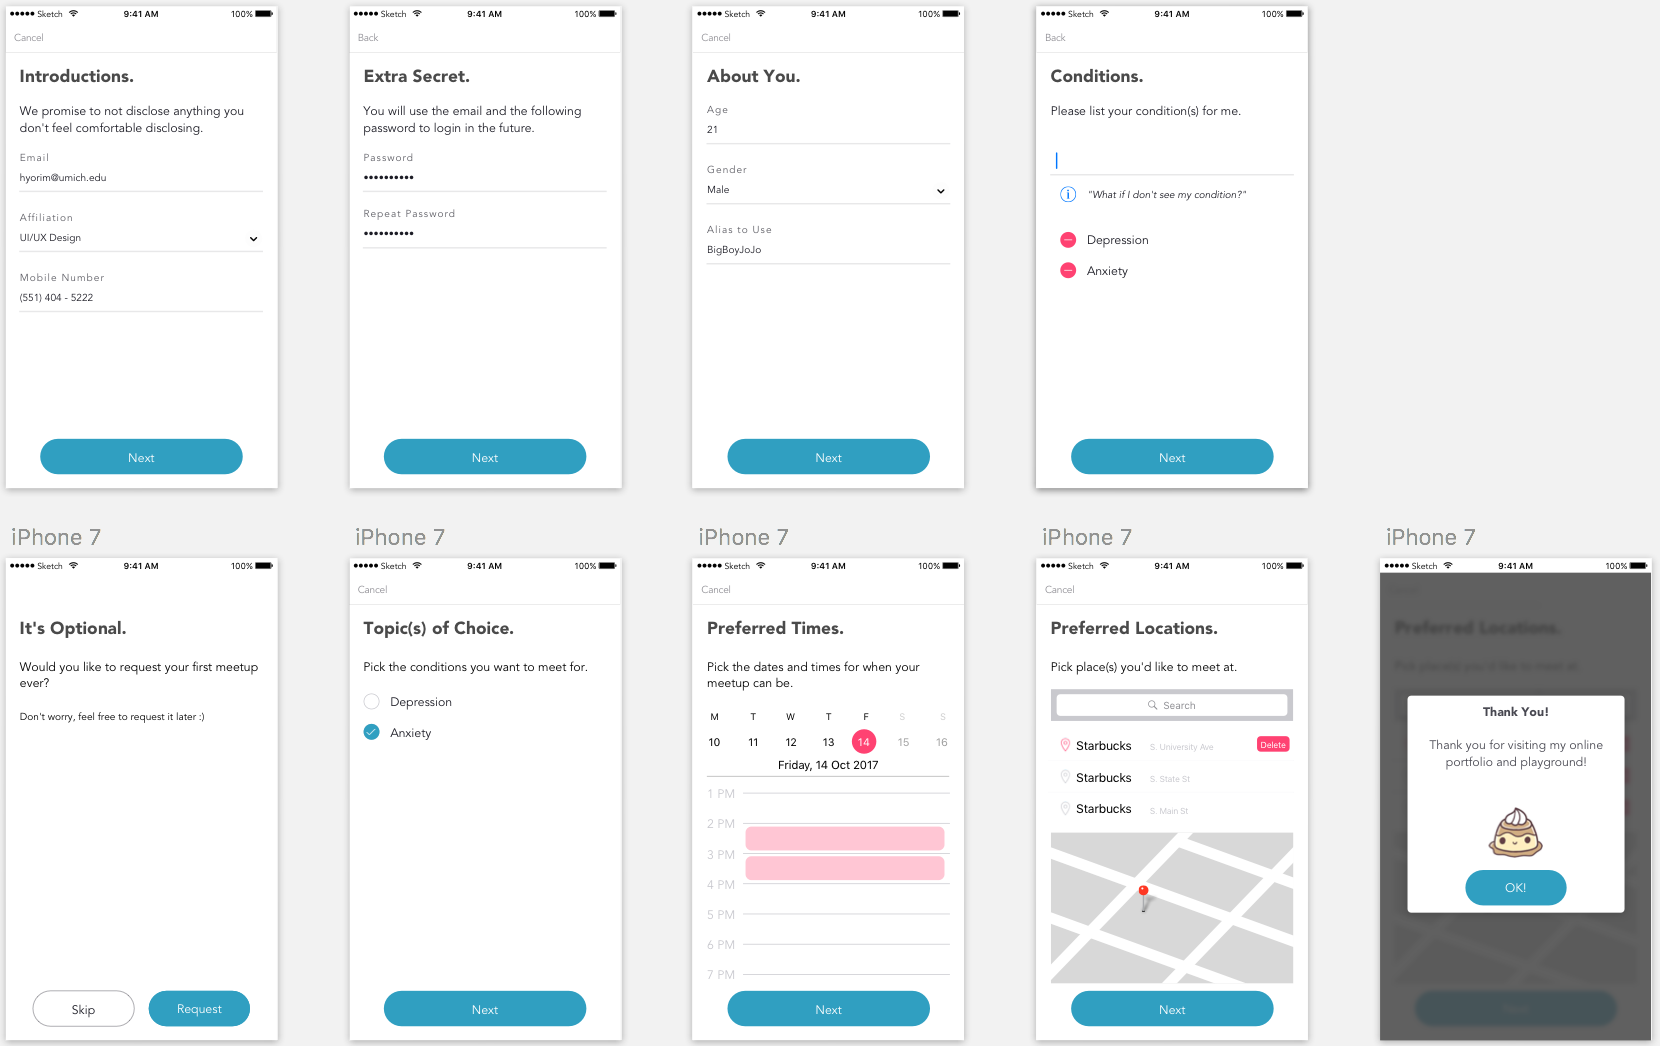 Sketch 9:41 AM 100%
Cancel
Introductions.
We promise to not disclose anything you
don't feel comfortable disclosing.
Email
hyorim@umich.edu
Affiliation
UI/UX Design
Mobile Number
(551) 404 - 5222
Next
Sketch 9:41 AM 100%
Back
Extra Secret.
You will use the email and the following
password to login in the future.
Password
••••••••••
Repeat Password
••••••••••
Next
Sketch 9:41 AM 100%
Cancel
About You.
Age
21
Gender
Male
Alias to Use
BigBoyJoJo
Next
Sketch 9:41 AM 100%
Back
Conditions.
Please list your condition(s) for me.
"What if I don't see my condition?"
Depression
Anxiety
Next
iPhone 7
Sketch 9:41 AM 100%
It's Optional.
Would you like to request your first meetup
ever?
Don't worry, feel free to request it later :)
Skip Request
iPhone 7
Sketch 9:41 AM 100%
Cancel
Topic(s) of Choice.
Pick the conditions you want to meet for.
Depression
Anxiety
Next
iPhone 7
Sketch 9:41 AM 100%
Cancel
Preferred Times.
Pick the dates and times for when your
meetup can be.
M T W T F S S
10 11 12 13 14 15 16
Friday, 14 Oct 2017
1 PM
2 PM
3 PM
4 PM
5 PM
6 PM
7 PM
Next
iPhone 7
Sketch 9:41 AM 100%
Cancel
Preferred Locations.
Pick place(s) you'd like to meet at.
Search
Starbucks S. University Ave Delete
Starbucks S. State St
Starbucks S. Main St
Next
iPhone 7
Sketch 9:41 AM 100%
Preferred Locations.
Pick place(s) you'd like to meet at.
Thank You!
Thank you for visiting my online
portfolio and playground!
OK!